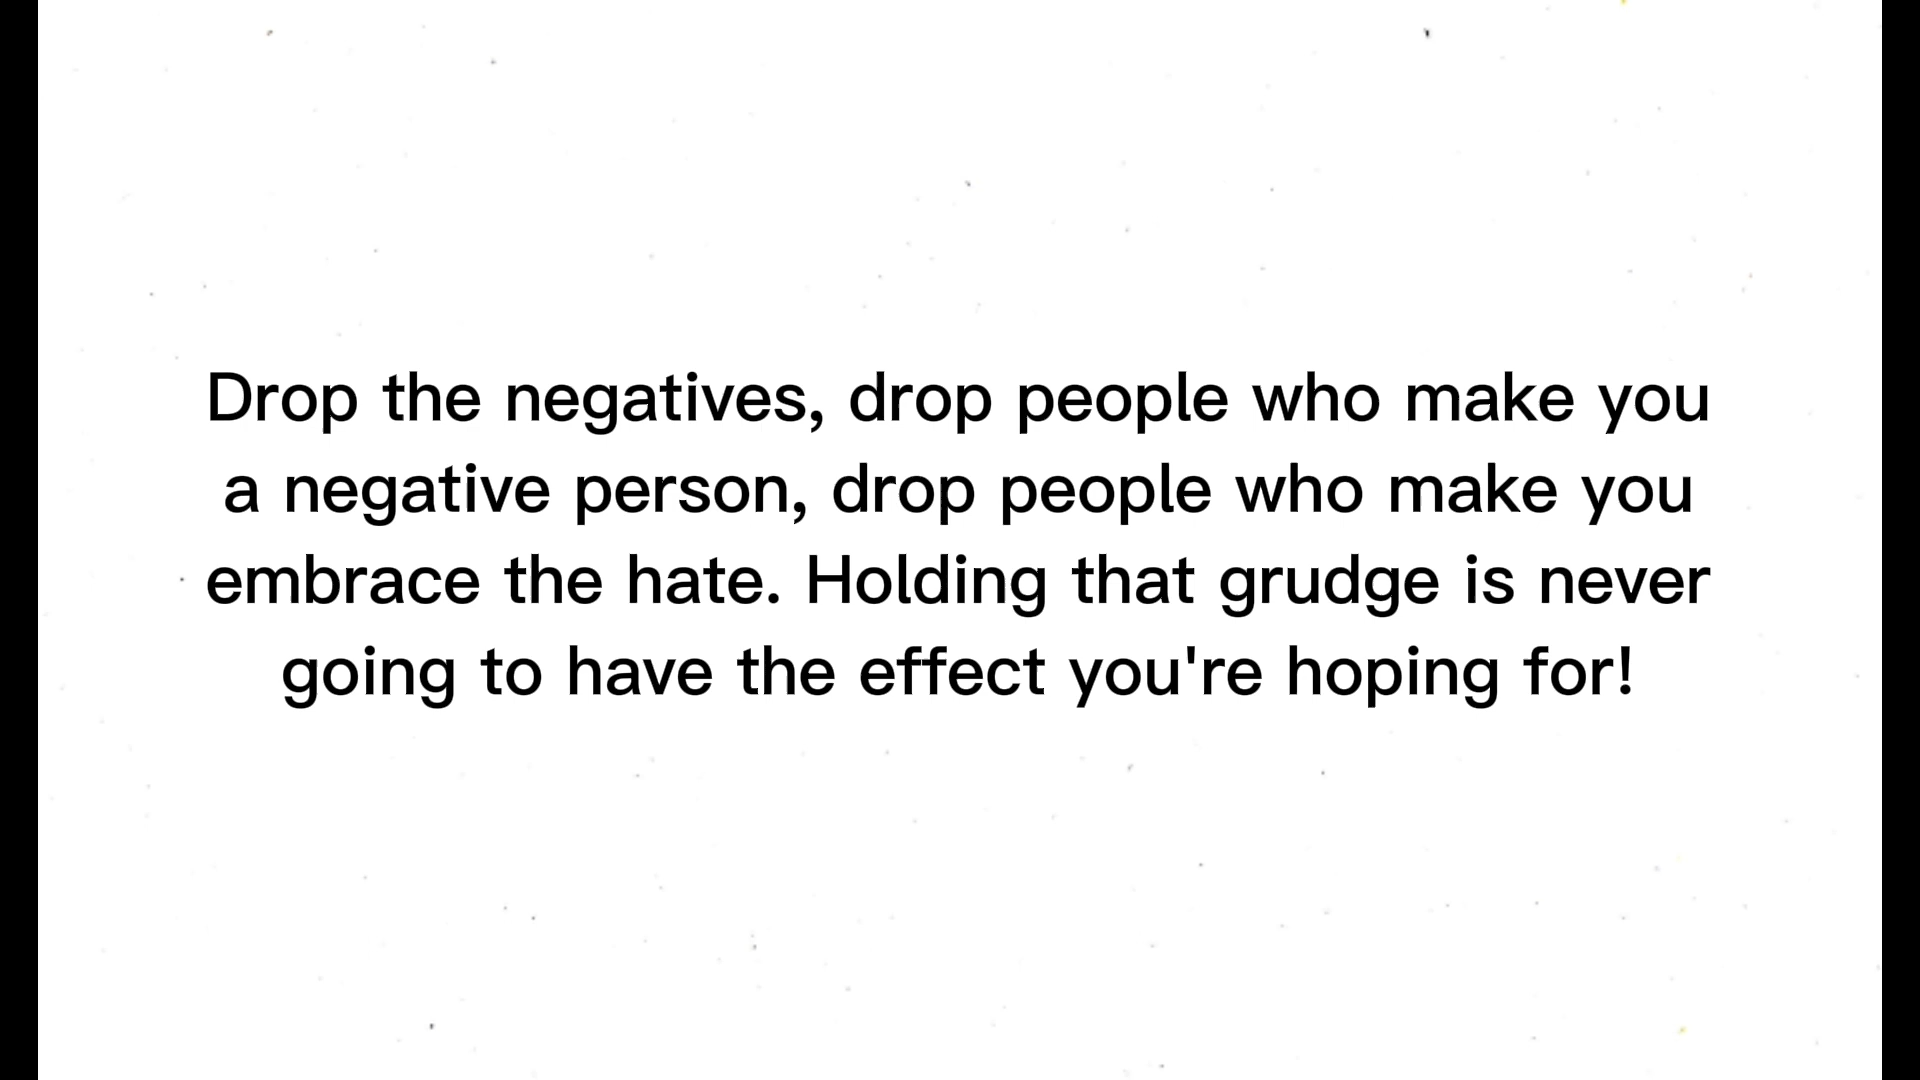 Drop the negatives, drop people who make you
a negative person, drop people who make you
embrace the hate. Holding that grudge is never
going to have the effect you're hoping for!